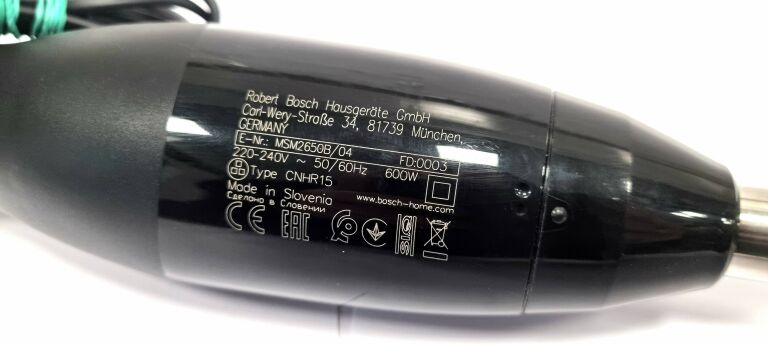 Robert Bosch Hausgeräte GmbH
Carl-Wery-Straße 34, 81739 München,
GERMANY
E-Nr.: MSM2650B/04 FD:0003
220-240V ~ 50/60Hz 600W
Type CNHR15
Made in Slovenia www.bosch-home.com
Сделано в Словении
CE EAC